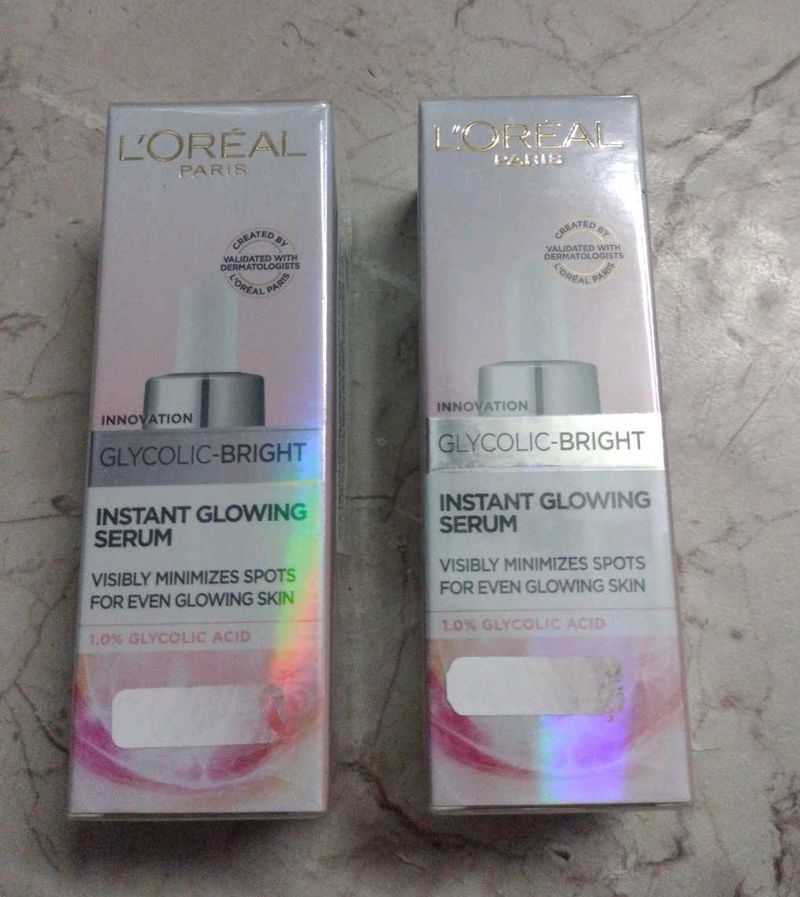 L'ORÉAL
PARIS
CREATED BY
VALIDATED WITH
DERMATOLOGISTS
L'ORÉAL PARIS
INNOVATION
GLYCOLIC-BRIGHT
INSTANT GLOWING
SERUM
VISIBLY MINIMIZES SPOTS
FOR EVEN GLOWING SKIN
1.0% GLYCOLIC ACID
L'ORÉAL
PARIS
CREATED BY
VALIDATED WITH
DERMATOLOGISTS
L'ORÉAL PARIS
INNOVATION
GLYCOLIC-BRIGHT
INSTANT GLOWING
SERUM
VISIBLY MINIMIZES SPOTS
FOR EVEN GLOWING SKIN
1.0% GLYCOLIC ACID